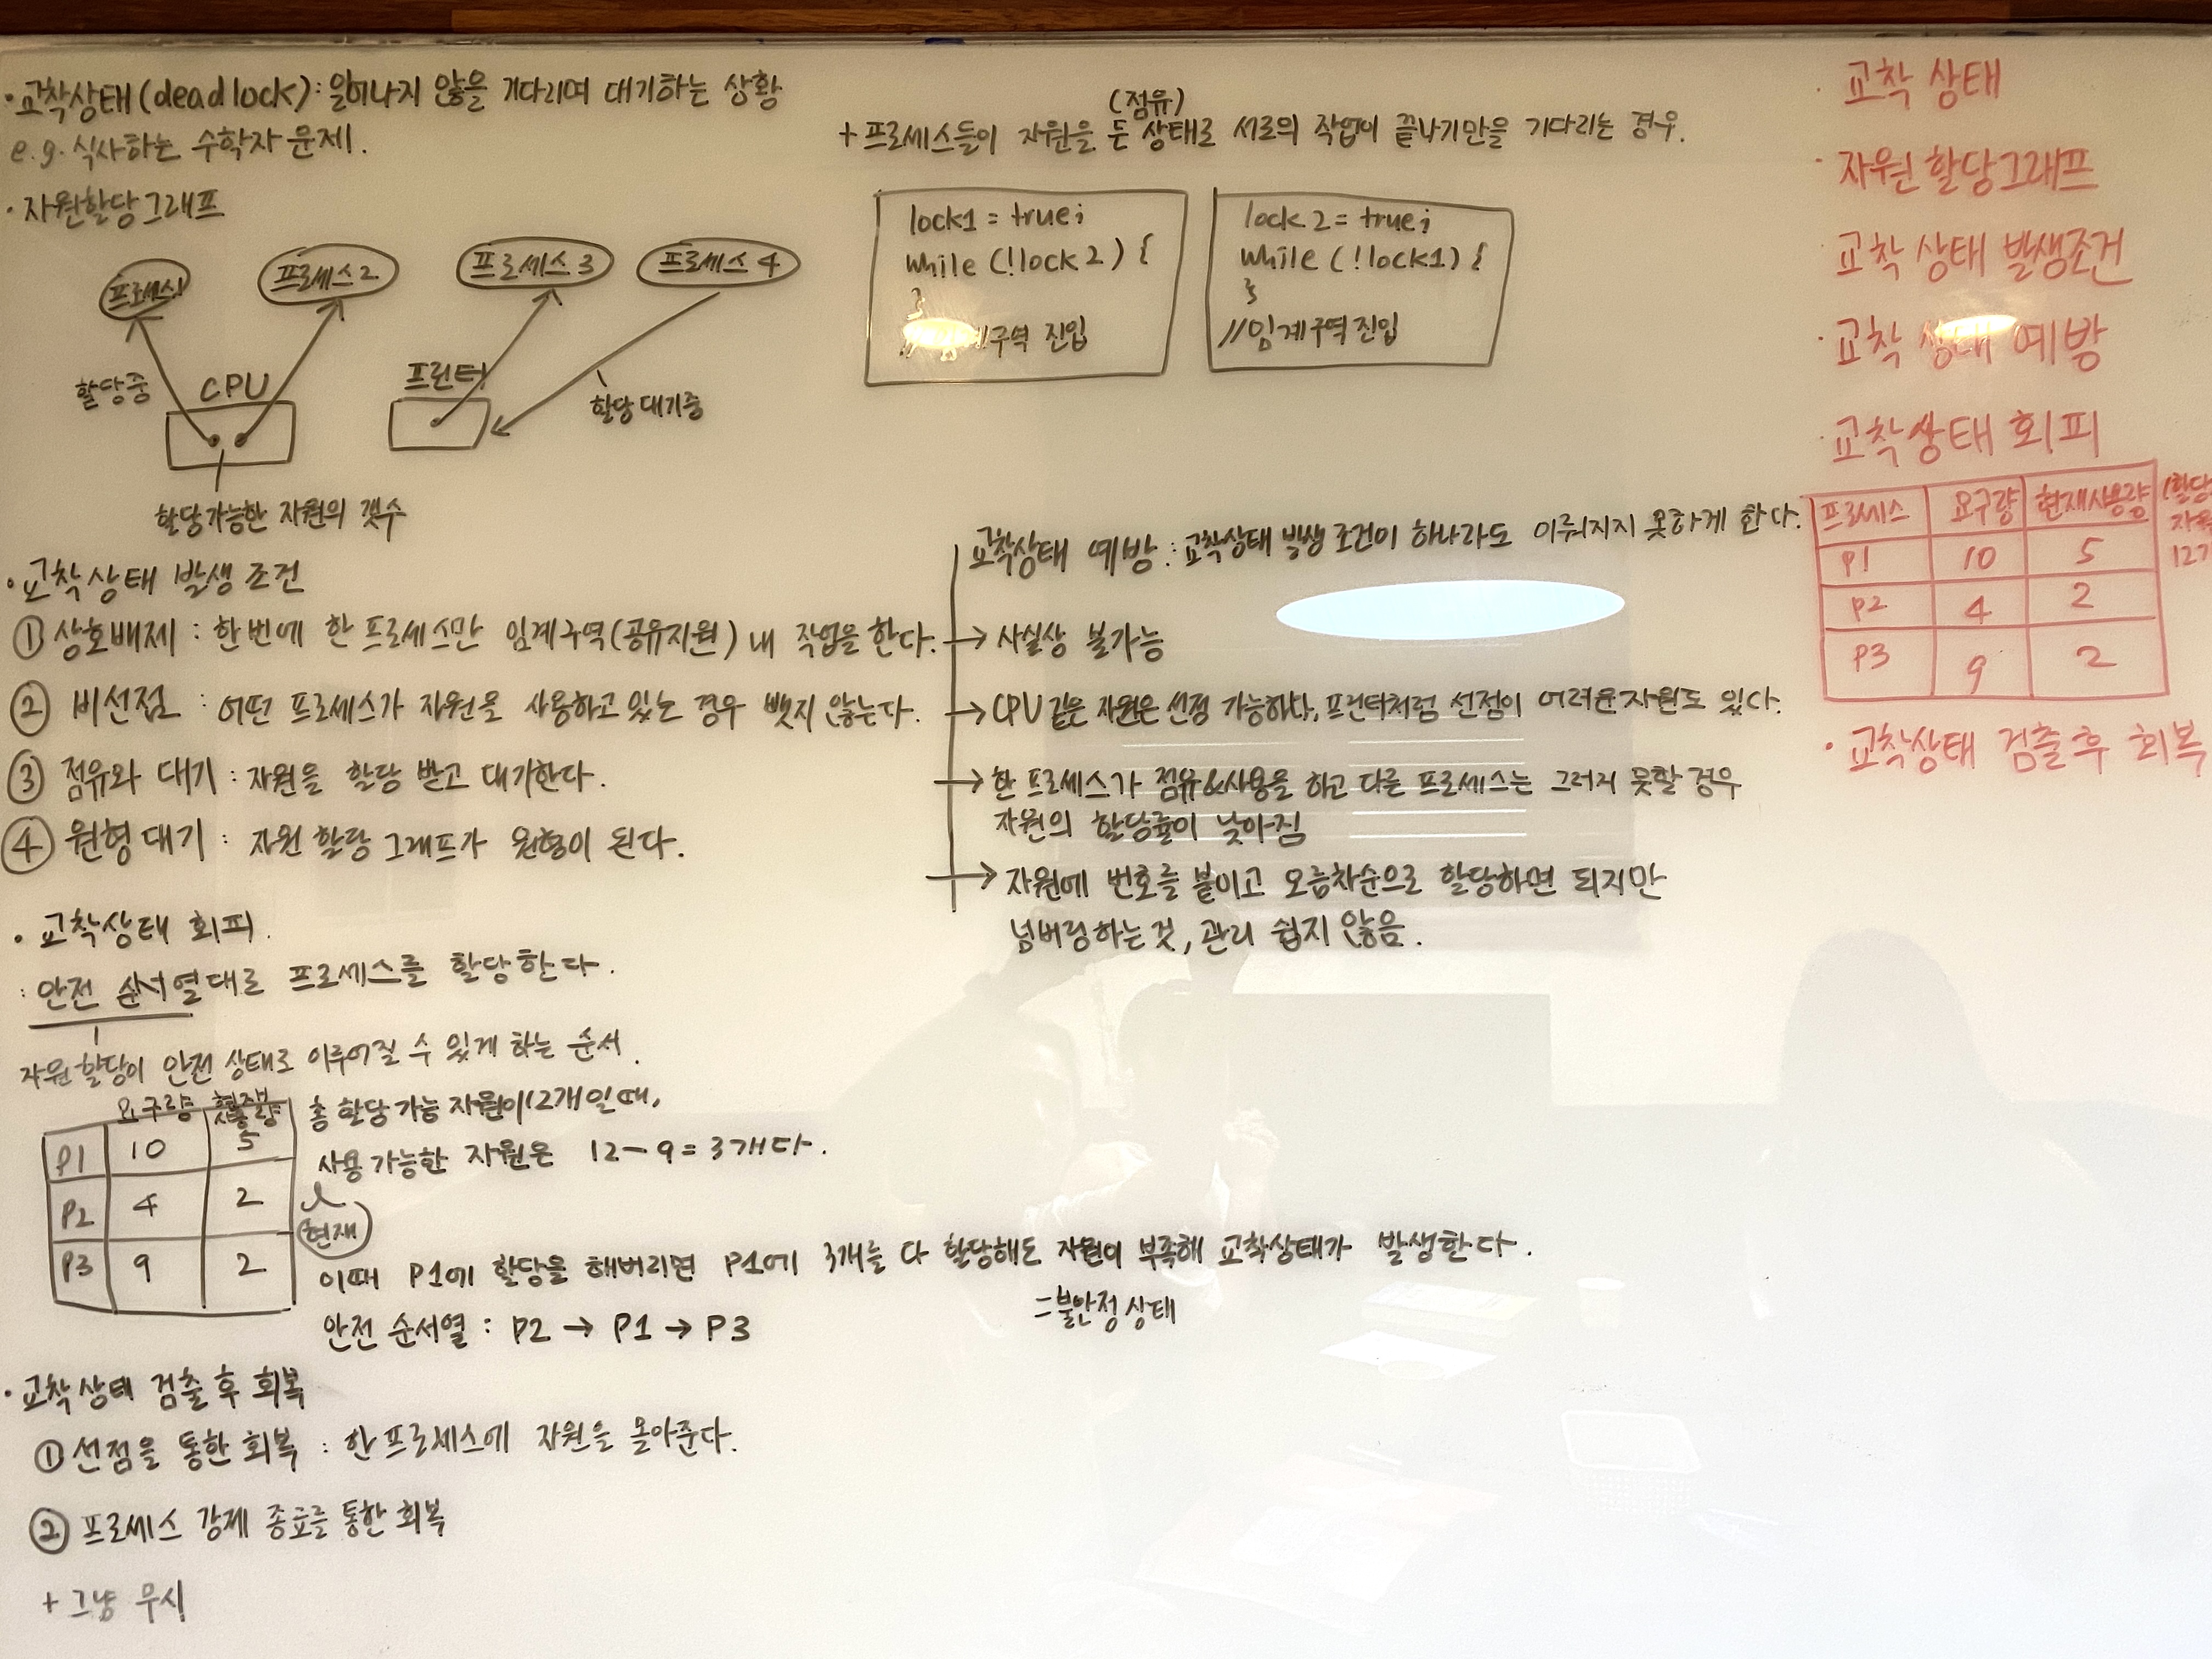 · 교착상태(deadlock) : 일어나지 않을 기다리며 대기하는 상황
e.g. 식사하는 수학자 문제.
(점유)
+ 프로세스들이 자원을 든 상태로 서로의 작업이 끝나기만을 기다리는 경우.
lock1 = true;
while (!lock2) {
}
구역 진입
lock2 = true;
while (!lock1) {
}
//임계구역 진입
· 자원할당그래프
프로세스1
프로세스2
프로세스3
프로세스4
할당중
CPU
프린터
할당 대기중
할당가능한 자원의 갯수
· 교착상태 발생 조건
① 상호배제 : 한번에 한 프로세스만 임계구역(공유자원) 내 작업을 한다.
② 비선점 : 어떤 프로세스가 자원을 사용하고 있는 경우 뺏지 않는다.
③ 점유와 대기 : 자원을 할당 받고 대기한다.
④ 원형대기 : 자원 할당 그래프가 원형이 된다.
교착상태 예방 : 교착상태 발생 조건이 하나라도 이뤄지지 못하게 한다.
→ 사실상 불가능
→ CPU 같은 자원은 선점 가능하나, 프린터처럼 선점이 어려운 자원도 있다.
→ 한 프로세스가 점유&사용을 하고 다른 프로세스는 그러지 못할 경우
자원의 할당률이 낮아짐
→ 자원에 번호를 붙이고 오름차순으로 할당하면 되지만
넘버링하는 것, 관리 쉽지 않음.
· 교착상태 회피.
: 안전 순서열대로 프로세스를 할당한다.
자원 할당이 안전 상태로 이루어질 수 있게 하는 순서.
요구량
P1 10 5
P2 4 2
P3 9 2
총 할당 가능 자원이 12개일 때,
사용 가능한 자원은 12-9=3개다.
현재
이때 P1에 할당을 해버리면 P1에 3개를 다 할당해도 자원이 부족해 교착상태가 발생한다.
=불안정 상태
안전 순서열 : P2 → P1 → P3
· 교착상태 검출 후 회복
① 선점을 통한 회복 : 한 프로세스에 자원을 몰아준다.
② 프로세스 강제 종료를 통한 회복
+ 그냥 무시
· 교착 상태
· 자원 할당그래프
· 교착 상태 발생조건
· 교착 상태 예방
· 교착상태 회피
프로세스 요구량 현재사용량
P1 10 5
P2 4 2
P3 9 2
(할당
· 교착상태 검출 후 회복